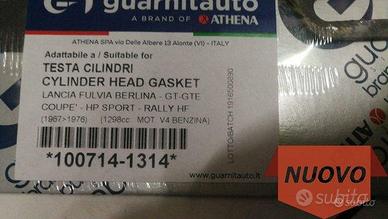 guarnitauto
A BRAND OF ATHENA
ATHENA SPA via Delle Albere 13 Alonte (VI) - ITALY
Adattabile a / Suitable for
TESTA CILINDRI
CYLINDER HEAD GASKET
LANCIA FULVIA BERLINA - GT-GTE
COUPE' - HP SPORT - RALLY HF
(1967>1976) (1298cc MOT. V4 BENZINA)
*100714-1314*
www.guarnitauto.it
NUOVO
subito
subito